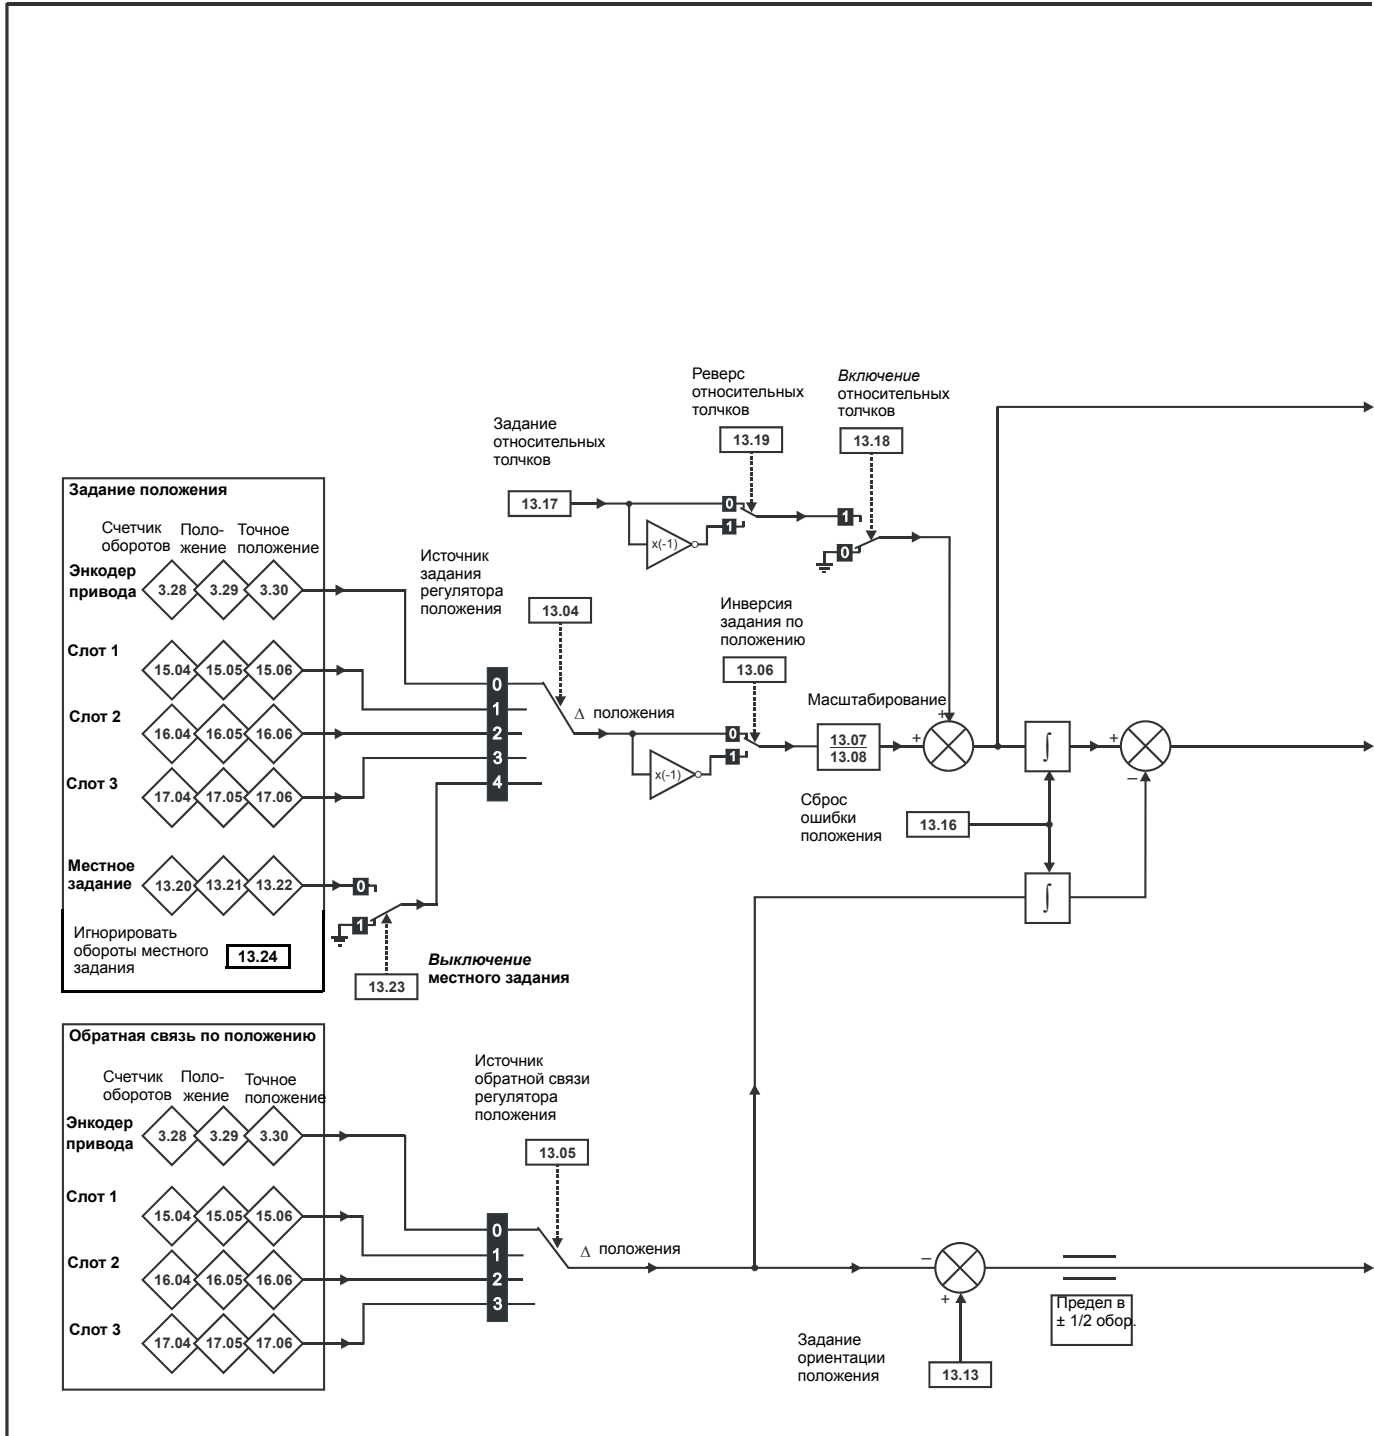 Реверс
относительных
толчков
Включение
относительных
толчков
13.19
13.18
Задание
относительных
толчков
13.17
0
1
x(-1)
1
0
Задание положения
Счетчик
оборотов
Поло-
жение
Точное
положение
Энкодер
привода
3.28
3.29
3.30
Слот 1
15.04
15.05
15.06
Слот 2
16.04
16.05
16.06
Слот 3
17.04
17.05
17.06
Местное
задание
13.20
13.21
13.22
Игнорировать
обороты местного
задания
13.24
0
1
13.23
Выключение
местного задания
Источник
задания
регулятора
положения
13.04
0
1
2
3
4
Δ положения
Инверсия
задания по
положению
13.06
0
1
x(-1)
Масштабирование
13.07
13.08
+
+
∫
+
–
Сброс
ошибки
положения
13.16
∫
Обратная связь по положению
Счетчик
оборотов
Поло-
жение
Точное
положение
Энкодер
привода
3.28
3.29
3.30
Слот 1
15.04
15.05
15.06
Слот 2
16.04
16.05
16.06
Слот 3
17.04
17.05
17.06
Источник
обратной связи
регулятора
положения
13.05
0
1
2
3
Δ положения
–
+
Предел в
± 1/2 обор.
Задание
ориентации
положения
13.13